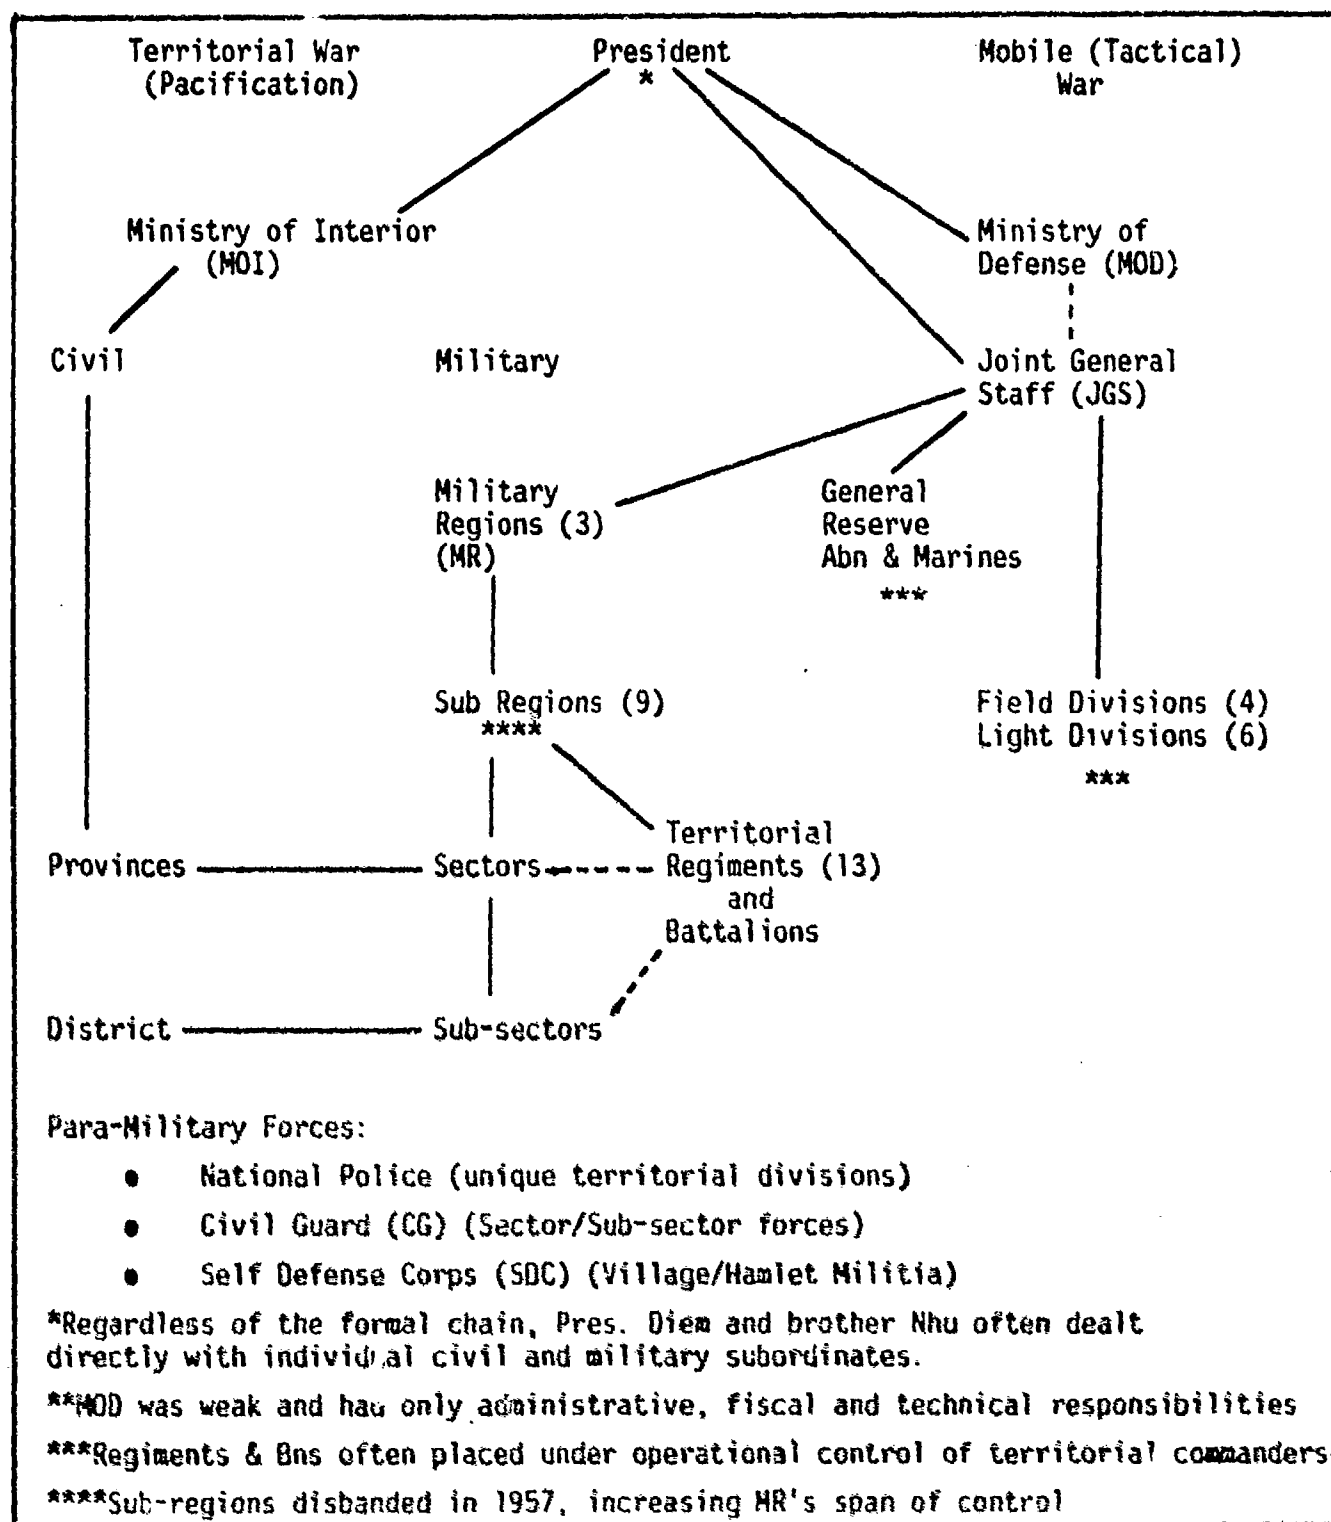 Territorial War
(Pacification)
President
*
Mobile (Tactical)
War
Ministry of Interior
(MOI)
Ministry of
Defense (MOD)
Civil
Military
Joint General
Staff (JGS)
Military
Regions (3)
(MR)
General
Reserve
Abn & Marines
***
Sub Regions (9)
****
Field Divisions (4)
Light Divisions (6)
***
Territorial
Regiments (13)
and
Battalions
Provinces
Sectors
District
Sub-sectors
Para-Military Forces:
● National Police (unique territorial divisions)
● Civil Guard (CG) (Sector/Sub-sector forces)
● Self Defense Corps (SDC) (Village/Hamlet Militia)
*Regardless of the formal chain, Pres. Diem and brother Nhu often dealt
directly with individual civil and military subordinates.
**MOD was weak and had only administrative, fiscal and technical responsibilities
***Regiments & Bns often placed under operational control of territorial commanders
****Sub-regions disbanded in 1957, increasing MR's span of control